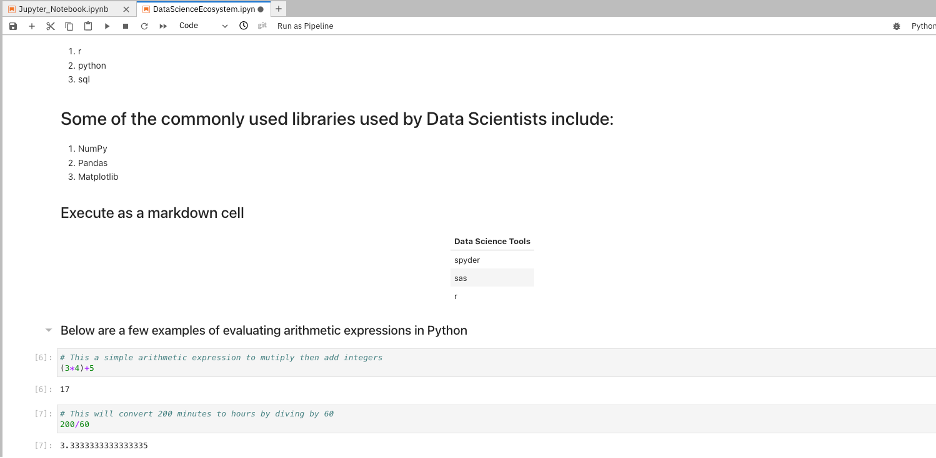 Jupyter_Notebook.ipynb
DataScienceEcosystem.ipyn
Code
git
Run as Pipeline
Python
1. r
2. python
3. sql
Some of the commonly used libraries used by Data Scientists include:
1. NumPy
2. Pandas
3. Matplotlib
Execute as a markdown cell
Data Science Tools
spyder
sas
r
Below are a few examples of evaluating arithmetic expressions in Python
[6]: # This a simple arithmetic expression to mutiply then add integers
(3*4)+5
[6]: 17
[7]: # This will convert 200 minutes to hours by diving by 60
200/60
[7]: 3.3333333333333335